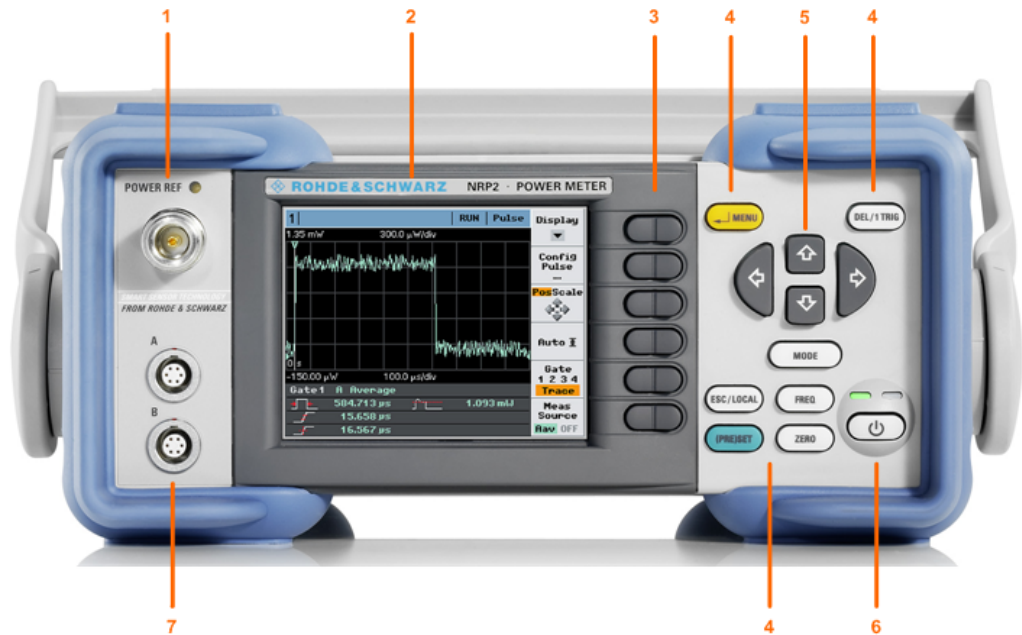 1
2
3
4
5
4
POWER REF
ROHDE&SCHWARZ NRP2 · POWER METER
1 RUN Pulse
1.35 mW 300.0 µW/div
0 s
-150.00 µW 100.0 µs/div
Gate1 A Average
584.713 µs 1.093 mW
15.658 µs
16.567 µs
Display
Config
Pulse
PosScale
Auto
Gate
1 2 3 4
Trace
Meas
Source
Aav OFF
SMART SENSOR TECHNOLOGY
FROM ROHDE & SCHWARZ
A
B
MENU
DEL/1 TRIG
MODE
ESC/LOCAL
FREQ
(PRE)SET
ZERO
7
4
6